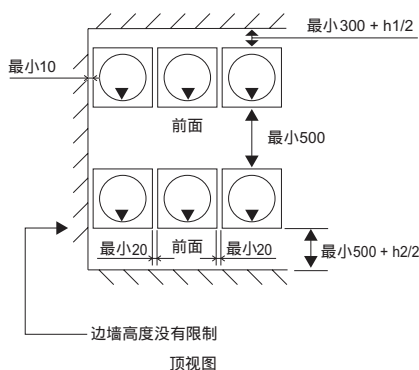 最小300 + h1/2
最小10
前面
最小500
最小20
前面
最小20
最小500 + h2/2
边墙高度没有限制
顶视图